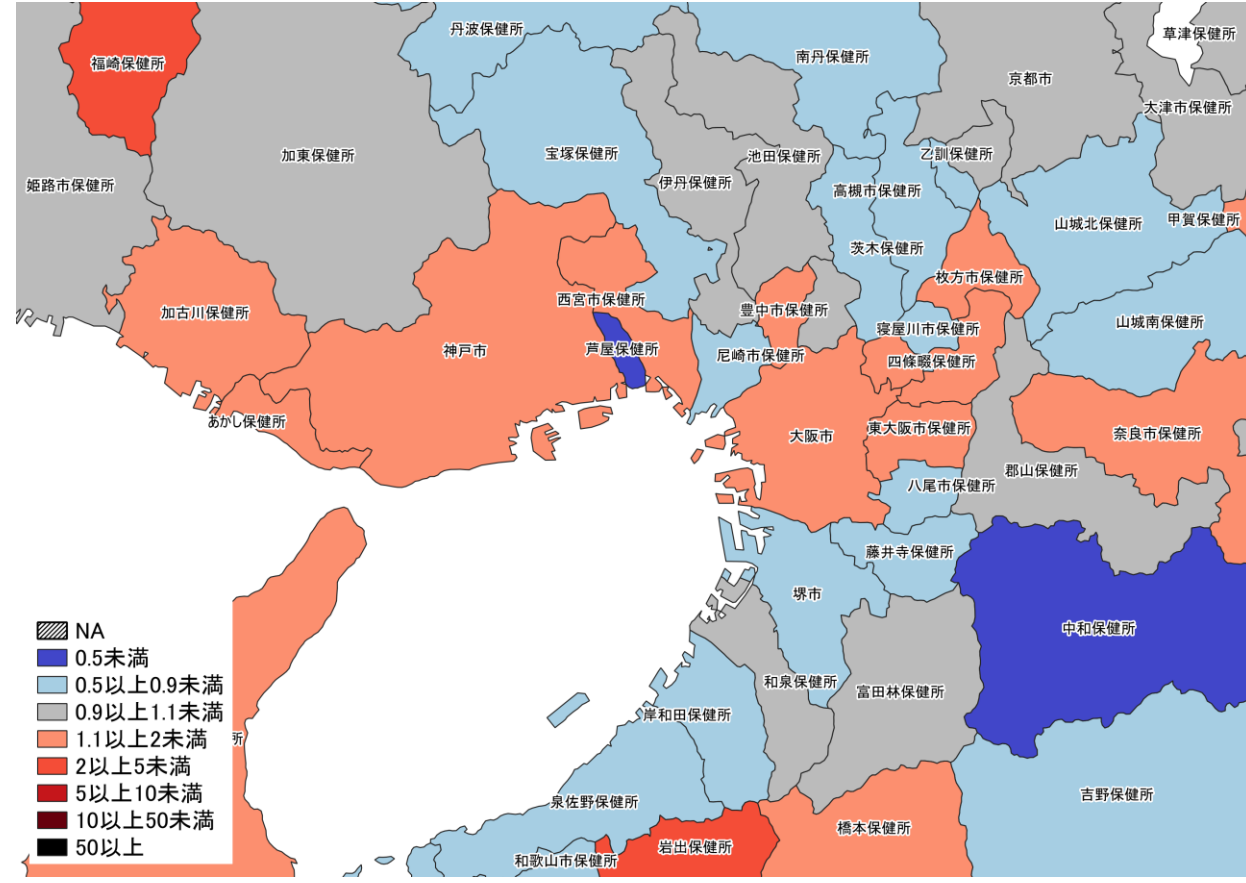 丹波保健所
草津保健所
福崎保健所
南丹保健所
京都市
大津市保健所
加東保健所
宝塚保健所
池田保健所
乙訓保健所
姫路市保健所
伊丹保健所
高槻市保健所
山城北保健所
甲賀保健所
茨木保健所
枚方市保健所
西宮市保健所
加古川保健所
豊中市保健所
山城南保健所
寝屋川市保健所
神戸市
芦屋保健所
尼崎市保健所
四條畷保健所
あかし保健所
大阪市
東大阪市保健所
奈良市保健所
郡山保健所
八尾市保健所
藤井寺保健所
堺市
中和保健所
和泉保健所
富田林保健所
岸和田保健所
所
泉佐野保健所
吉野保健所
橋本保健所
岩出保健所
和歌山市保健所
NA
0.5未満
0.5以上0.9未満
0.9以上1.1未満
1.1以上2未満
2以上5未満
5以上10未満
10以上50未満
50以上